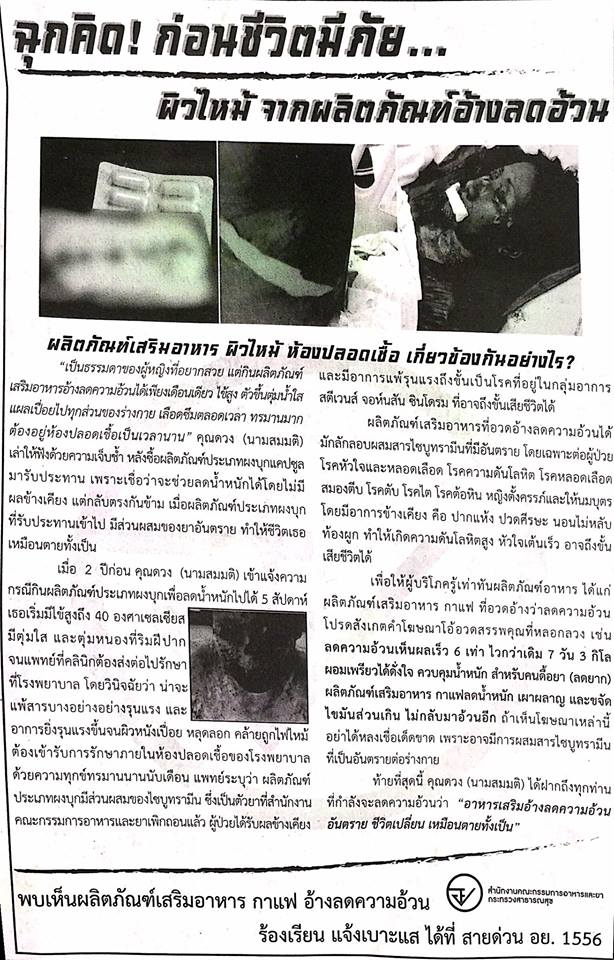 ฉุกคิด! ก่อนชีวิตมีภัย...
ผิวไหม้ จากผลิตภัณฑ์อ้างลดอ้วน
ผลิตภัณฑ์เสริมอาหาร ผิวไหม้ ห้องปลอดเชื้อ เกี่ยวข้องกันอย่างไร?
"เป็นธรรมดาของผู้หญิงที่อยากสวย แต่กินผลิตภัณฑ์
เสริมอาหารอ้างลดความอ้วนได้เพียงเดือนเดียว ไข้สูง ตัวขึ้นตุ่มน้ำใส
แผลเปื่อยไปทุกส่วนของร่างกาย เลือดซึมตลอดเวลา ทรมานมาก
ต้องอยู่ห้องปลอดเชื้อเป็นเวลานาน" คุณดวง (นามสมมติ)
เล่าให้ฟังด้วยความเจ็บช้ำ หลังซื้อผลิตภัณฑ์ประเภทผงบุกแคปซูล
มารับประทาน เพราะเชื่อว่าจะช่วยลดน้ำหนักได้โดยไม่มี
ผลข้างเคียง แต่กลับตรงกันข้าม เมื่อผลิตภัณฑ์ประเภทผงบุก
ที่รับประทานเข้าไป มีส่วนผสมของยาอันตราย ทำให้ชีวิตเธอ
เหมือนตายทั้งเป็น
เมื่อ 2 ปีก่อน คุณดวง (นามสมมติ) เข้าแจ้งความ
กรณีกินผลิตภัณฑ์ประเภทผงบุกเพื่อลดน้ำหนักไปได้ 5 สัปดาห์
เธอเริ่มมีไข้สูงถึง 40 องศาเซลเซียส
มีตุ่มใส และตุ่มหนองที่ริมฝีปาก
จนแพทย์ที่คลินิกต้องส่งต่อไปรักษา
ที่โรงพยาบาล โดยวินิจฉัยว่า น่าจะ
แพ้สารบางอย่างอย่างรุนแรง และ
อาการยิ่งรุนแรงขึ้นจนผิวหนังเปื่อย หลุดลอก คล้ายถูกไฟไหม้
ต้องเข้ารับการรักษาภายในห้องปลอดเชื้อของโรงพยาบาล
ด้วยความทุกข์ทรมานนานนับเดือน แพทย์ระบุว่า ผลิตภัณฑ์
ประเภทผงบุกมีส่วนผสมของไซบูทรามีน ซึ่งเป็นตัวยาที่สำนักงาน
คณะกรรมการอาหารและยาเพิกถอนแล้ว ผู้ป่วยได้รับผลข้างเคียง
และมีอาการแพ้รุนแรงถึงขั้นเป็นโรคที่อยู่ในกลุ่มอาการ
สตีเวนส์ จอห์นสัน ซินโดรม ที่อาจถึงขั้นเสียชีวิตได้
ผลิตภัณฑ์เสริมอาหารที่อวดอ้างลดความอ้วนได้
มักลักลอบผสมสารไซบูทรามีนที่มีอันตราย โดยเฉพาะต่อผู้ป่วย
โรคหัวใจและหลอดเลือด โรคความดันโลหิต โรคหลอดเลือด
สมองตีบ โรคตับ โรคไต โรคต้อหิน หญิงตั้งครรภ์และให้นมบุตร
โดยมีอาการข้างเคียง คือ ปากแห้ง ปวดศีรษะ นอนไม่หลับ
ท้องผูก ทำให้เกิดความดันโลหิตสูง หัวใจเต้นเร็ว อาจถึงขั้น
เสียชีวิตได้
เพื่อให้ผู้บริโภครู้เท่าทันผลิตภัณฑ์อาหาร ได้แก่
ผลิตภัณฑ์เสริมอาหาร กาแฟ ที่อวดอ้างว่าลดความอ้วน
โปรดสังเกตคำโฆษณาโอ้อวดสรรพคุณที่หลอกลวง เช่น
ลดความอ้วนเห็นผลเร็ว 6 เท่า ไวกว่าเดิม 7 วัน 3 กิโล
ผอมเพรียวได้ดั่งใจ ควบคุมน้ำหนัก สำหรับคนดื้อยา (ลดยาก)
ผลิตภัณฑ์เสริมอาหาร กาแฟลดน้ำหนัก เผาผลาญ และขจัด
ไขมันส่วนเกิน ไม่กลับมาอ้วนอีก ถ้าเห็นโฆษณาเหล่านี้
อย่าได้หลงเชื่อเด็ดขาด เพราะอาจมีการผสมสารไซบูทรามีน
ที่เป็นอันตรายต่อร่างกาย
ท้ายที่สุดนี้ คุณดวง (นามสมมติ) ได้ฝากถึงทุกท่าน
ที่กำลังจะลดความอ้วนว่า "อาหารเสริมอ้างลดความอ้วน
อันตราย ชีวิตเปลี่ยน เหมือนตายทั้งเป็น"
พบเห็นผลิตภัณฑ์เสริมอาหาร กาแฟ อ้างลดความอ้วน
สำนักงานคณะกรรมการอาหารและยา
กระทรวงสาธารณสุข
ร้องเรียน แจ้งเบาะแส ได้ที่ สายด่วน อย. 1556